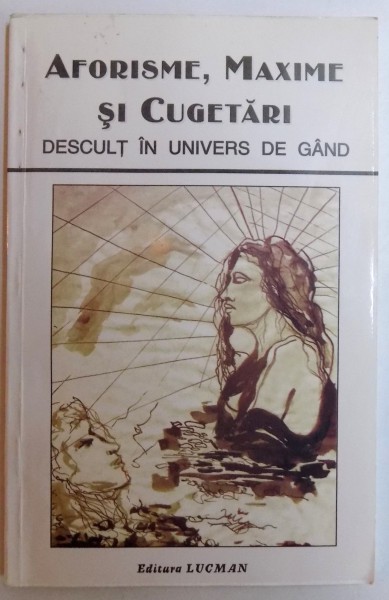 AFORISME, MAXIME
ŞI CUGETĂRI
DESCULŢ ÎN UNIVERS DE GÂND
Editura LUCMAN